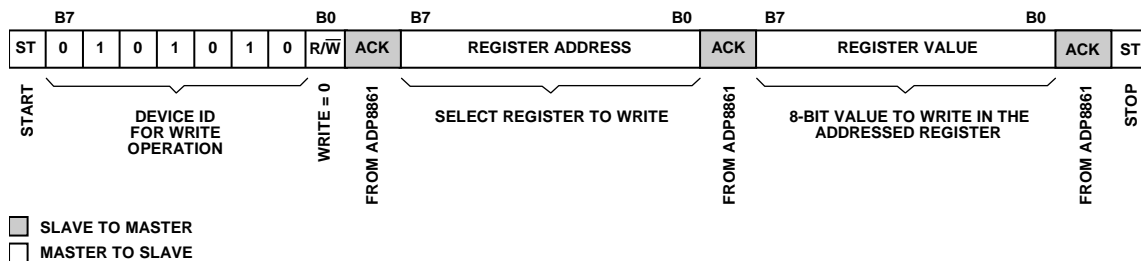 B7 B0 B7 B0 B7 B0
ST 0 1 0 1 0 1 0 R/W̅ ACK REGISTER ADDRESS ACK REGISTER VALUE ACK ST
START
DEVICE ID
FOR WRITE
OPERATION
WRITE = 0
FROM ADP8861
SELECT REGISTER TO WRITE
FROM ADP8861
8-BIT VALUE TO WRITE IN THE
ADDRESSED REGISTER
FROM ADP8861
STOP
SLAVE TO MASTER
MASTER TO SLAVE